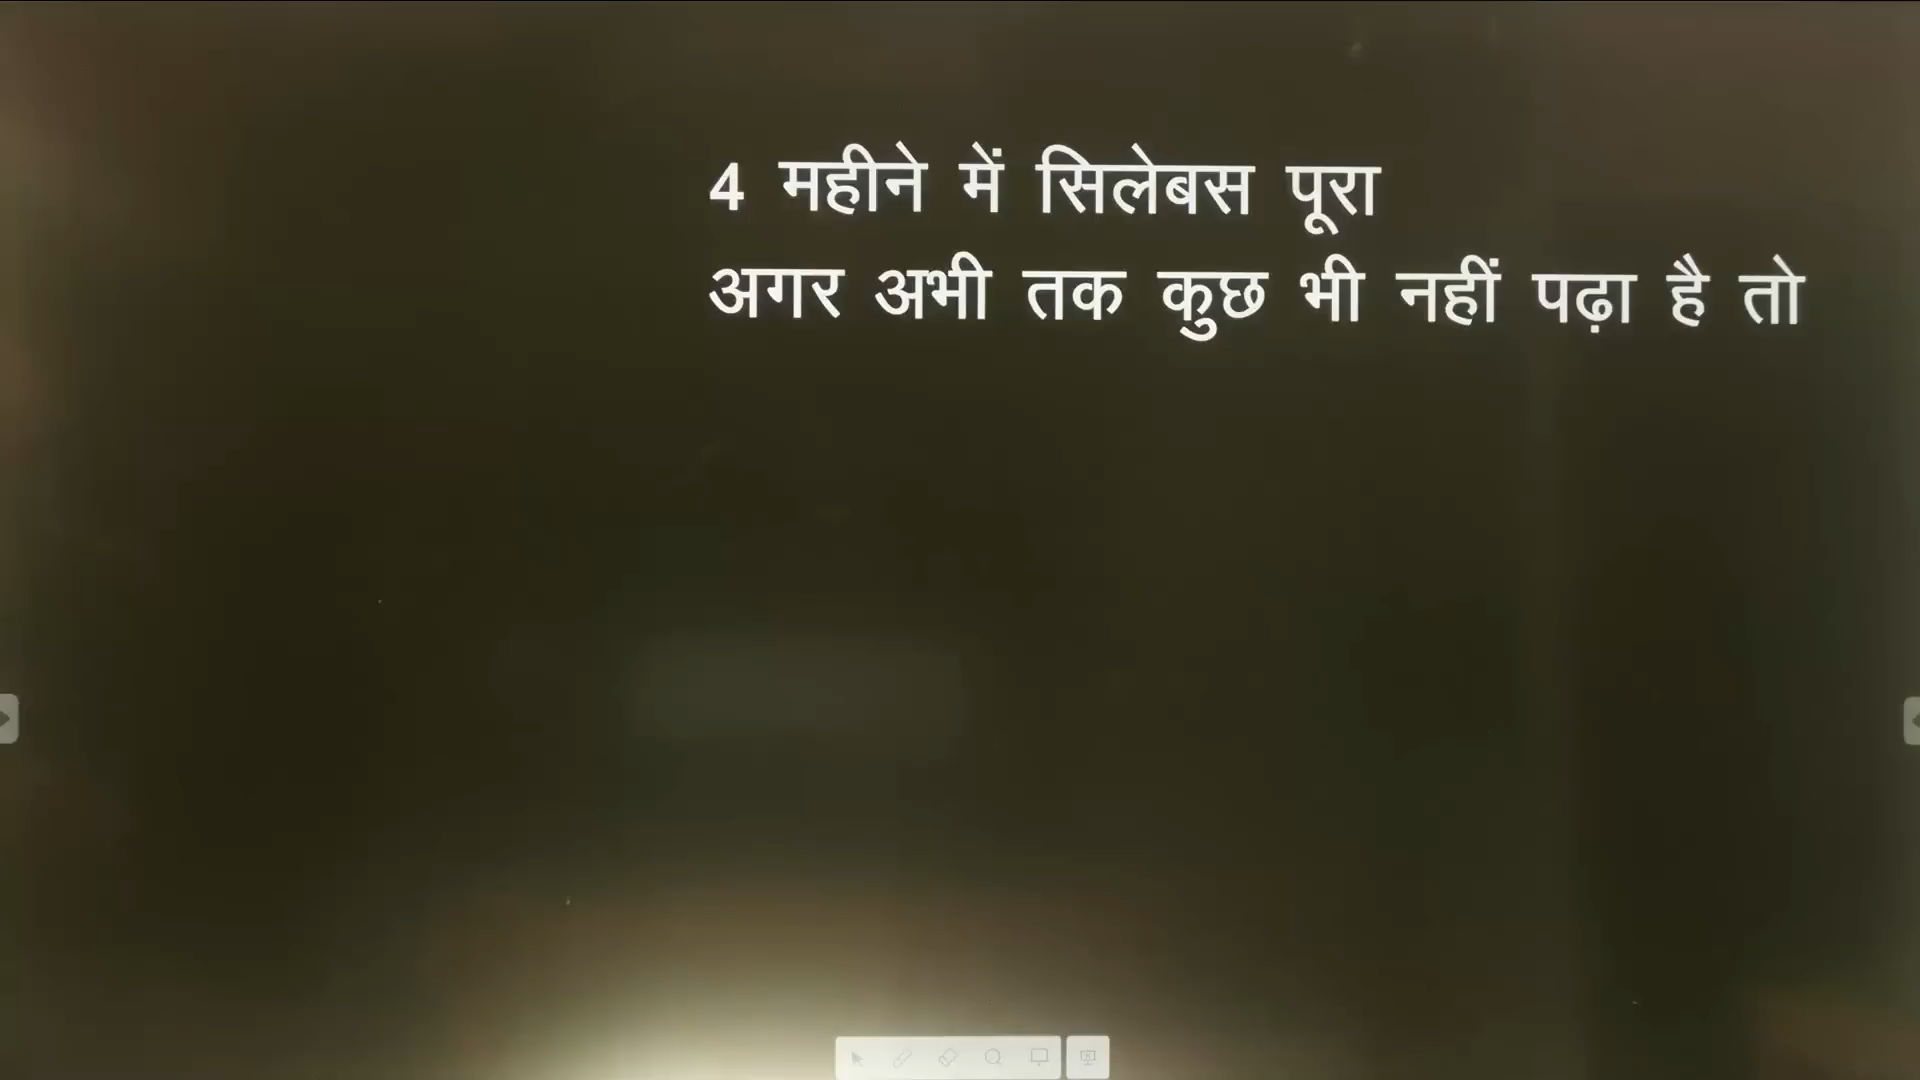 4 महीने में सिलेबस पूरा
अगर अभी तक कुछ भी नहीं पढ़ा है तो